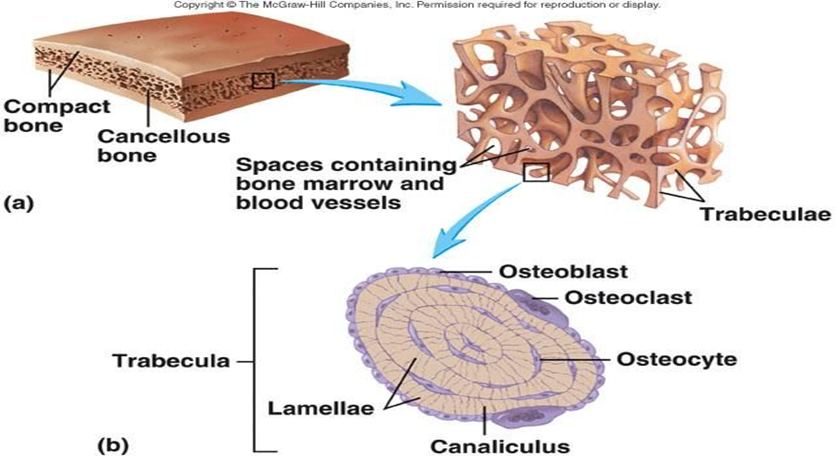 Copyright © The McGraw-Hill Companies, Inc. Permission required for reproduction or display.
Compact
bone
Cancellous
bone
(a)
Spaces containing
bone marrow and
blood vessels
Trabeculae
Osteoblast
Osteoclast
Trabecula
Osteocyte
Lamellae
Canaliculus
(b)